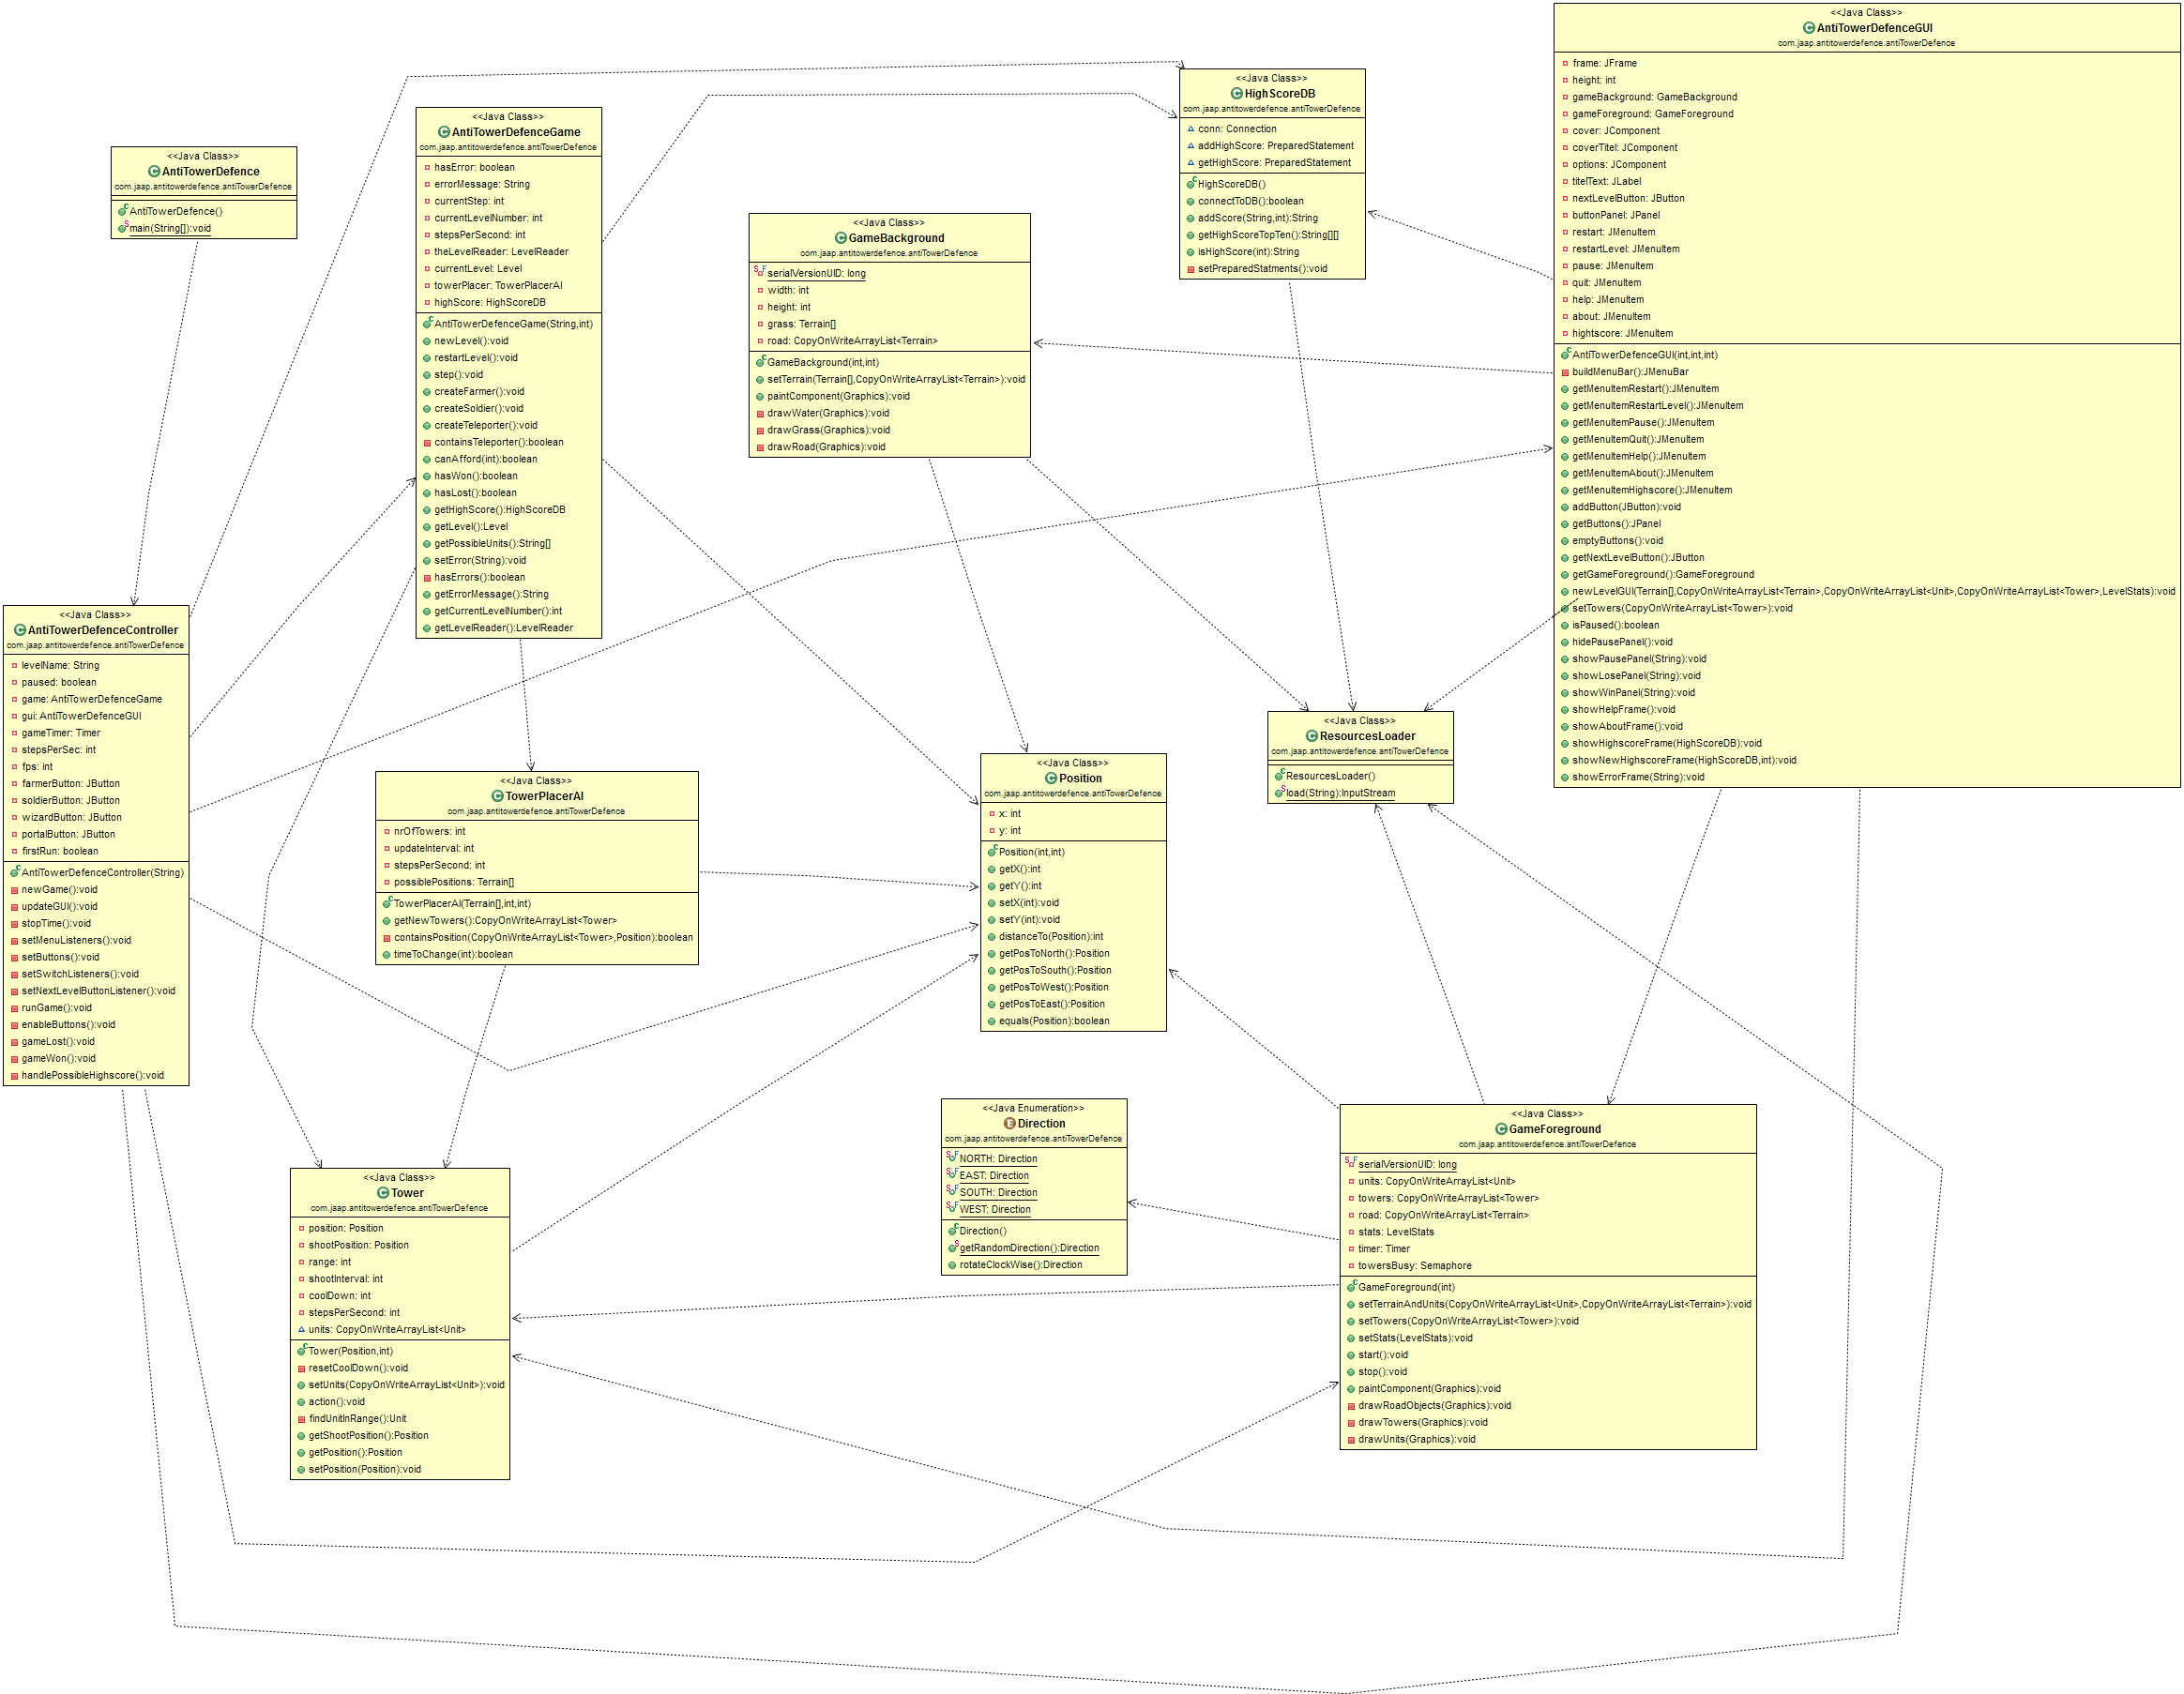 <<Java Class>>
AntiTowerDefence
com.jaap.antitowerdefence.antiTowerDefence
AntiTowerDefence()
main(String[]):void
<<Java Class>>
AntiTowerDefenceGame
com.jaap.antitowerdefence.antiTowerDefence
hasError: boolean
errorMessage: String
currentStep: int
currentLevelNumber: int
stepsPerSecond: int
theLevelReader: LevelReader
currentLevel: Level
towerPlacer: TowerPlacerAI
highScore: HighScoreDB
AntiTowerDefenceGame(String,int)
newLevel():void
restartLevel():void
step():void
createFarmer():void
createSoldier():void
createTeleporter():void
containsTeleporter():boolean
canAfford(int):boolean
hasWon():boolean
hasLost():boolean
getHighScore():HighScoreDB
getLevel():Level
getPossibleUnits():String[]
setError(String):void
hasErrors():boolean
getErrorMessage():String
getCurrentLevelNumber():int
getLevelReader():LevelReader
<<Java Class>>
GameBackground
com.jaap.antitowerdefence.antiTowerDefence
serialVersionUID: long
width: int
height: int
grass: Terrain[]
road: CopyOnWriteArrayList<Terrain>
GameBackground(int,int)
setTerrain(Terrain[],CopyOnWriteArrayList<Terrain>):void
paintComponent(Graphics):void
drawWater(Graphics):void
drawGrass(Graphics):void
drawRoad(Graphics):void
<<Java Class>>
HighScoreDB
com.jaap.antitowerdefence.antiTowerDefence
conn: Connection
addHighScore: PreparedStatement
getHighScore: PreparedStatement
HighScoreDB()
connectToDB():boolean
addScore(String,int):String
getHighScoreTopTen():String[][]
isHighScore(int):String
setPreparedStatments():void
<<Java Class>>
AntiTowerDefenceGUI
com.jaap.antitowerdefence.antiTowerDefence
frame: JFrame
height: int
gameBackground: GameBackground
gameForeground: GameForeground
cover: JComponent
coverTitel: JComponent
options: JComponent
titelText: JLabel
nextLevelButton: JButton
buttonPanel: JPanel
restart: JMenuItem
restartLevel: JMenuItem
pause: JMenuItem
quit: JMenuItem
help: JMenuItem
about: JMenuItem
hightscore: JMenuItem
AntiTowerDefenceGUI(int,int,int)
buildMenuBar():JMenuBar
getMenuItemRestart():JMenuItem
getMenuItemRestartLevel():JMenuItem
getMenuItemPause():JMenuItem
getMenuItemQuit():JMenuItem
getMenuItemHelp():JMenuItem
getMenuItemAbout():JMenuItem
getMenuItemHighscore():JMenuItem
addButton(JButton):void
getButtons():JPanel
emptyButtons():void
getNextLevelButton():JButton
getGameForeground():GameForeground
newLevelGUI(Terrain[],CopyOnWriteArrayList<Terrain>,CopyOnWriteArrayList<Unit>,CopyOnWriteArrayList<Tower>,LevelStats):void
setTowers(CopyOnWriteArrayList<Tower>):void
isPaused():boolean
hidePausePanel():void
showPausePanel(String):void
showLosePanel(String):void
showWinPanel(String):void
showHelpFrame():void
showAboutFrame():void
showHighscoreFrame(HighScoreDB):void
showNewHighscoreFrame(HighScoreDB,int):void
showErrorFrame(String):void
<<Java Class>>
AntiTowerDefenceController
com.jaap.antitowerdefence.antiTowerDefence
levelName: String
paused: boolean
game: AntiTowerDefenceGame
gui: AntiTowerDefenceGUI
gameTimer: Timer
stepsPerSec: int
fps: int
farmerButton: JButton
soldierButton: JButton
wizardButton: JButton
portalButton: JButton
firstRun: boolean
AntiTowerDefenceController(String)
newGame():void
updateGUI():void
stopTime():void
setMenuListeners():void
setButtons():void
setSwitchListeners():void
setNextLevelButtonListener():void
runGame():void
enableButtons():void
gameLost():void
gameWon():void
handlePossibleHighscore():void
<<Java Class>>
TowerPlacerAI
com.jaap.antitowerdefence.antiTowerDefence
nrOfTowers: int
updateInterval: int
stepsPerSecond: int
possiblePositions: Terrain[]
TowerPlacerAI(Terrain[],int,int)
getNewTowers():CopyOnWriteArrayList<Tower>
containsPosition(CopyOnWriteArrayList<Tower>,Position):boolean
timeToChange(int):boolean
<<Java Class>>
Position
com.jaap.antitowerdefence.antiTowerDefence
x: int
y: int
Position(int,int)
getX():int
getY():int
setX(int):void
setY(int):void
distanceTo(Position):int
getPosToNorth():Position
getPosToSouth():Position
getPosToWest():Position
getPosToEast():Position
equals(Position):boolean
<<Java Class>>
ResourcesLoader
com.jaap.antitowerdefence.antiTowerDefence
ResourcesLoader()
load(String):InputStream
<<Java Class>>
Tower
com.jaap.antitowerdefence.antiTowerDefence
position: Position
shootPosition: Position
range: int
shootInterval: int
coolDown: int
stepsPerSecond: int
units: CopyOnWriteArrayList<Unit>
Tower(Position,int)
resetCoolDown():void
setUnits(CopyOnWriteArrayList<Unit>):void
action():void
findUnitInRange():Unit
getShootPosition():Position
getPosition():Position
setPosition(Position):void
<<Java Enumeration>>
Direction
com.jaap.antitowerdefence.antiTowerDefence
NORTH: Direction
EAST: Direction
SOUTH: Direction
WEST: Direction
Direction()
getRandomDirection():Direction
rotateClockWise():Direction
<<Java Class>>
GameForeground
com.jaap.antitowerdefence.antiTowerDefence
serialVersionUID: long
units: CopyOnWriteArrayList<Unit>
towers: CopyOnWriteArrayList<Tower>
road: CopyOnWriteArrayList<Terrain>
stats: LevelStats
timer: Timer
towersBusy: Semaphore
GameForeground(int)
setTerrainAndUnits(CopyOnWriteArrayList<Unit>,CopyOnWriteArrayList<Terrain>):void
setTowers(CopyOnWriteArrayList<Tower>):void
setStats(LevelStats):void
start():void
stop():void
paintComponent(Graphics):void
drawRoadObjects(Graphics):void
drawTowers(Graphics):void
drawUnits(Graphics):void